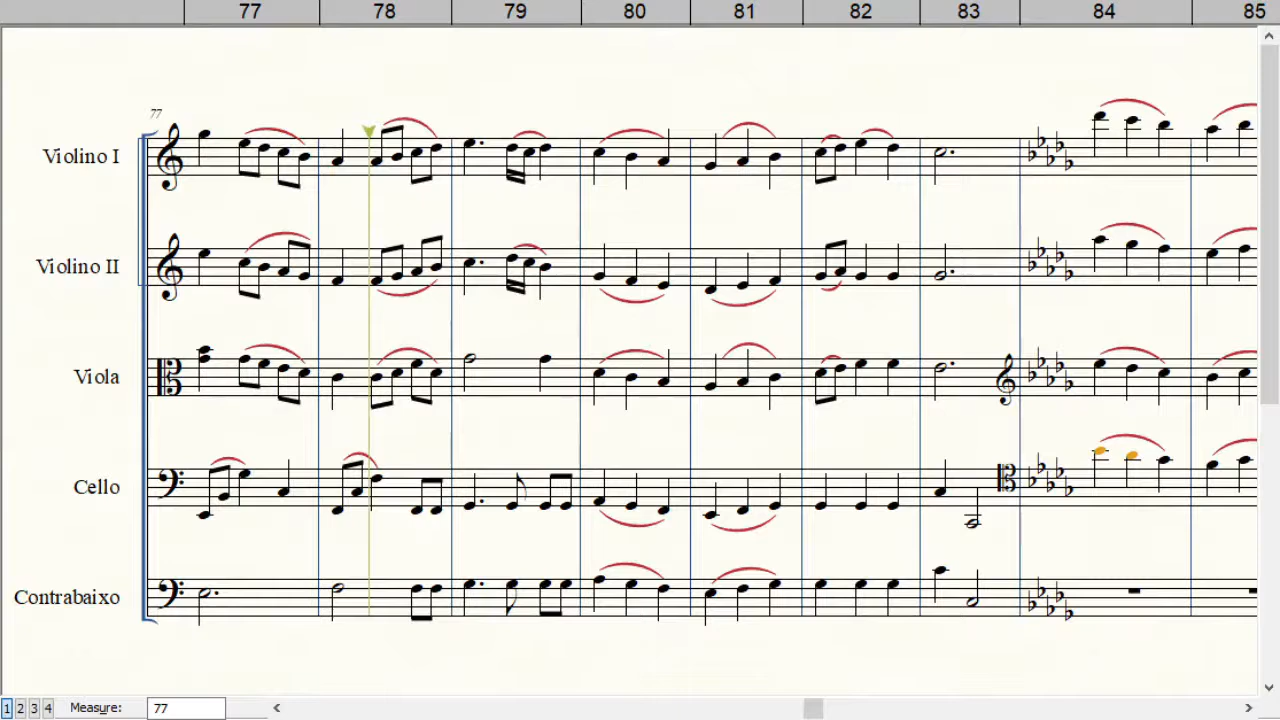 77 78 79 80 81 82 83 84 85
77
Violino I
Violino II
Viola
Cello
Contrabaixo
1 2 3 4 Measure: 77